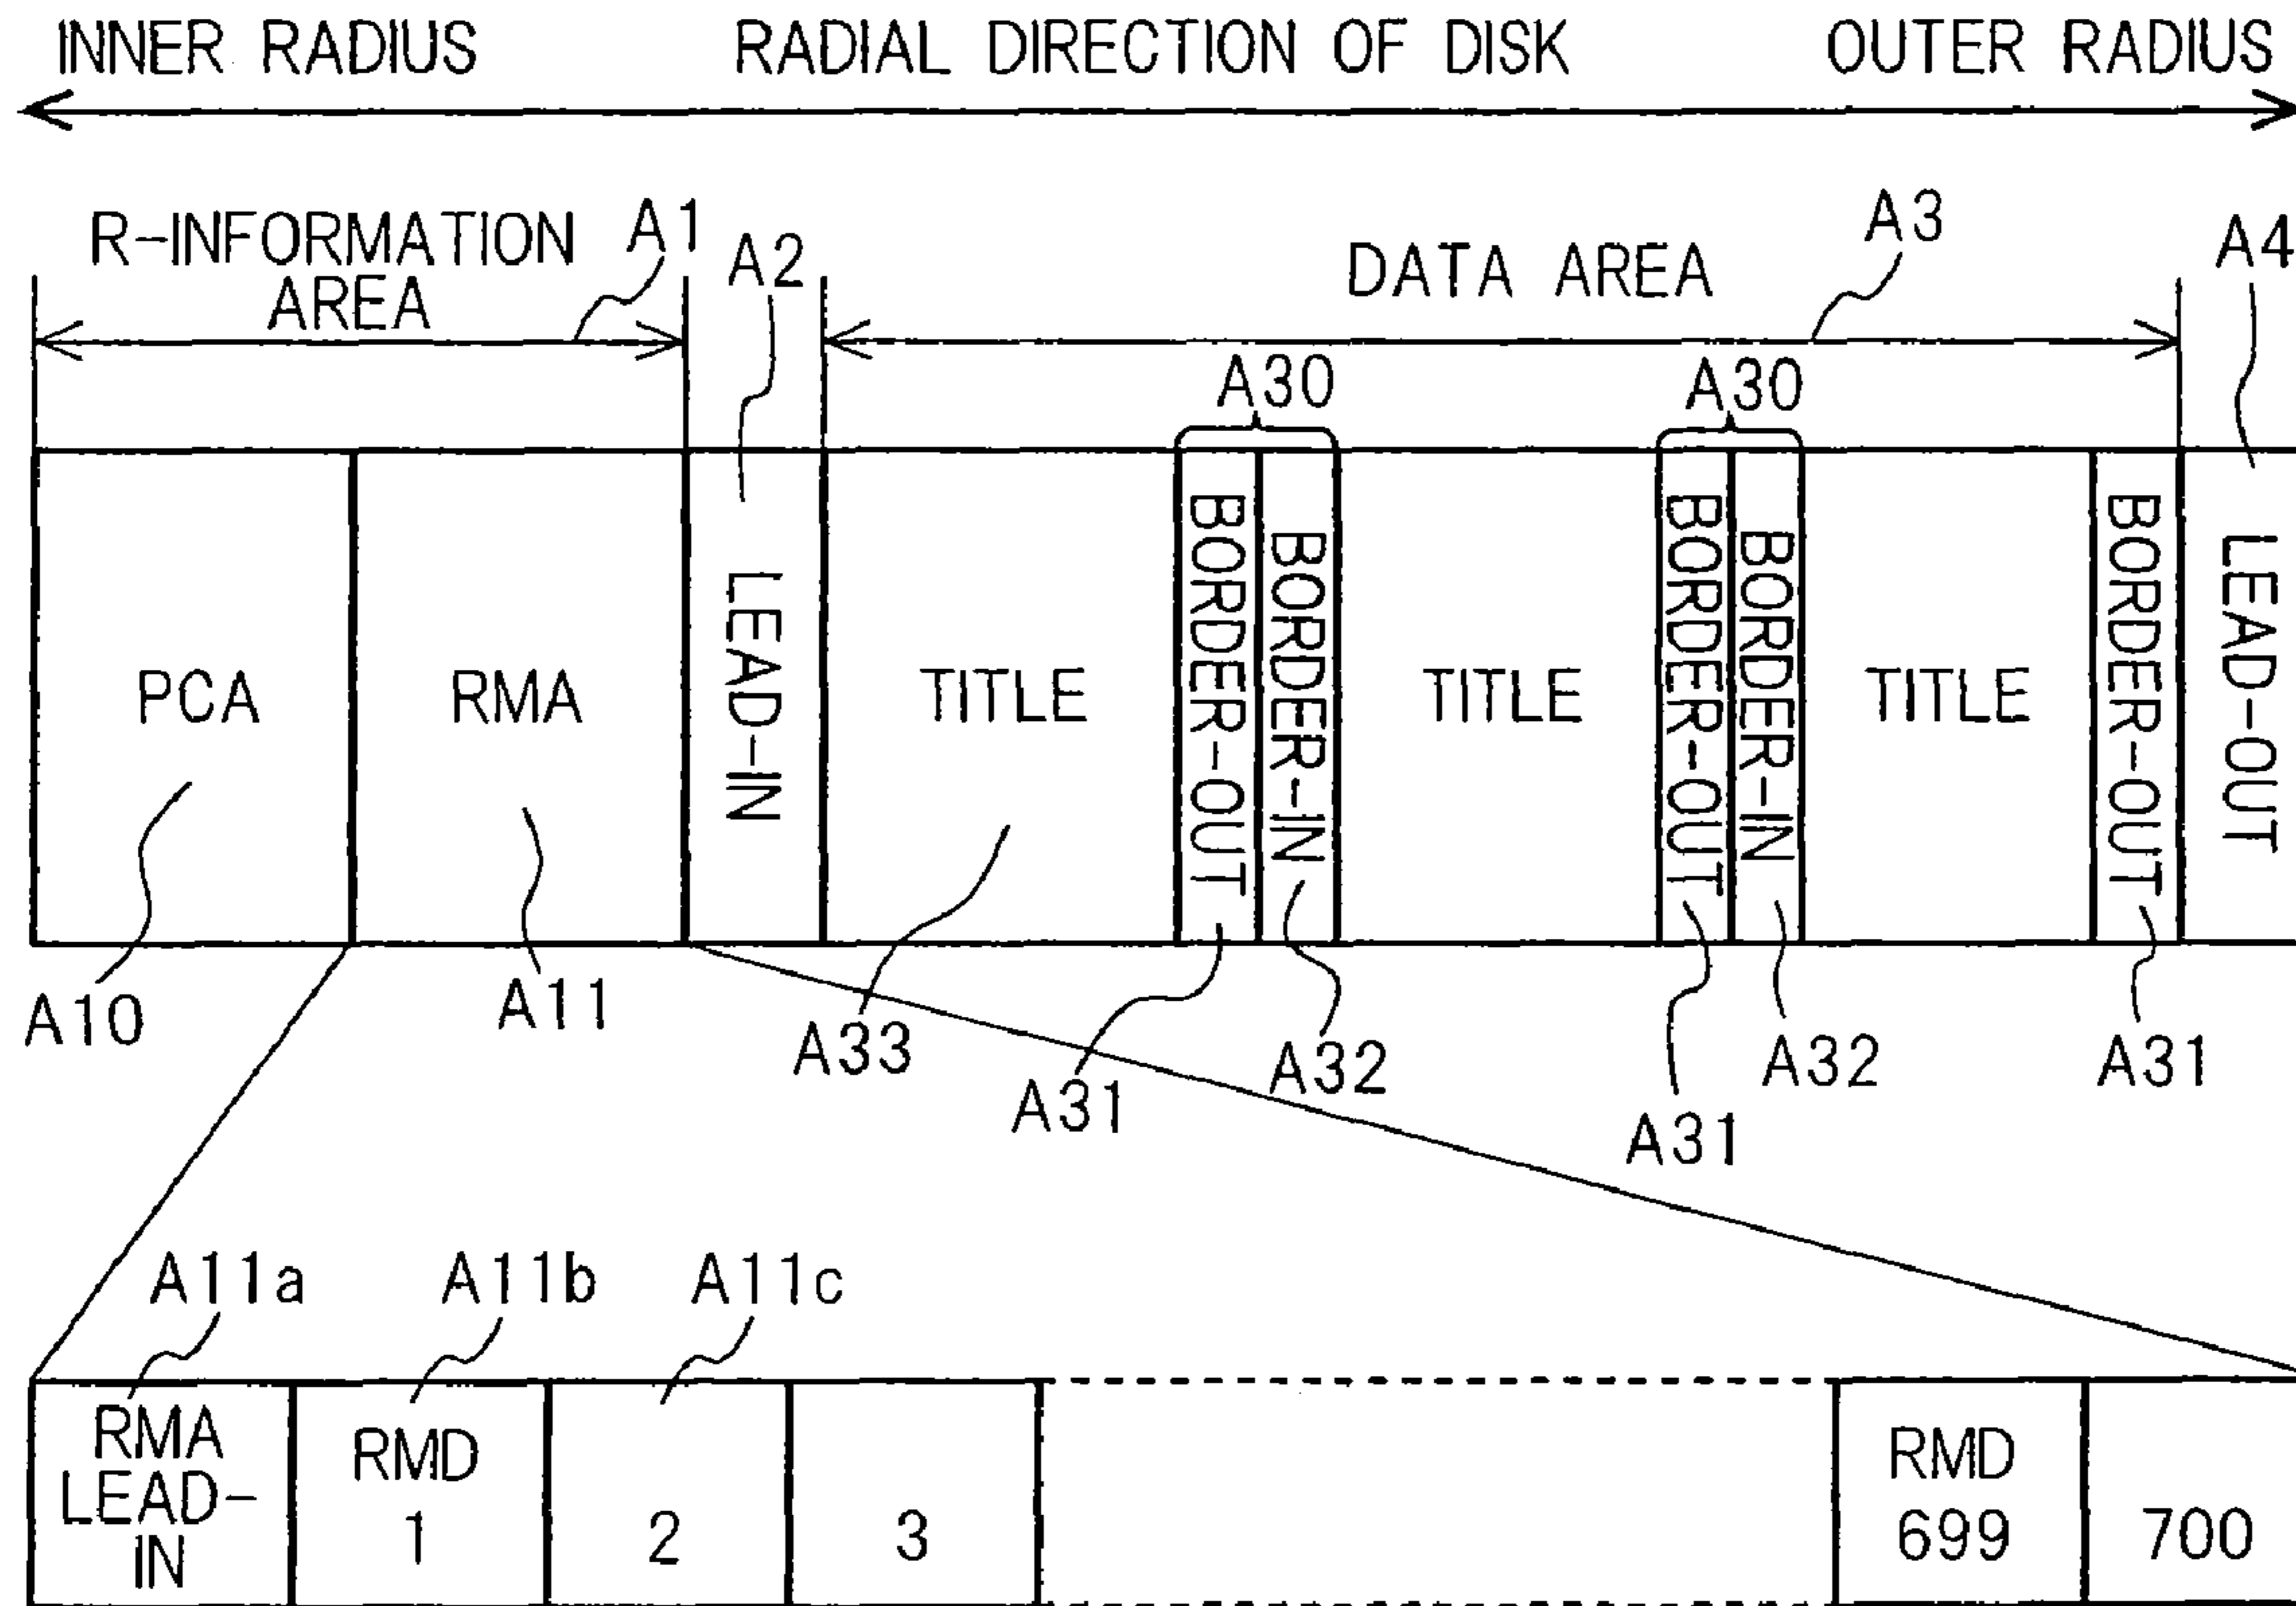 INNER RADIUS
RADIAL DIRECTION OF DISK
OUTER RADIUS
R-INFORMATION
AREA
A1
A2
DATA AREA
A3
A4
A30
A30
PCA
RMA
LEAD-IN
TITLE
BORDER-OUT
BORDER-IN
TITLE
BORDER-OUT
BORDER-IN
TITLE
BORDER-OUT
LEAD-OUT
A10
A11
A33
A31
A32
A31
A32
A31
A11a
A11b
A11c
RMA
LEAD-
IN
RMD
1
2
3
RMD
699
700